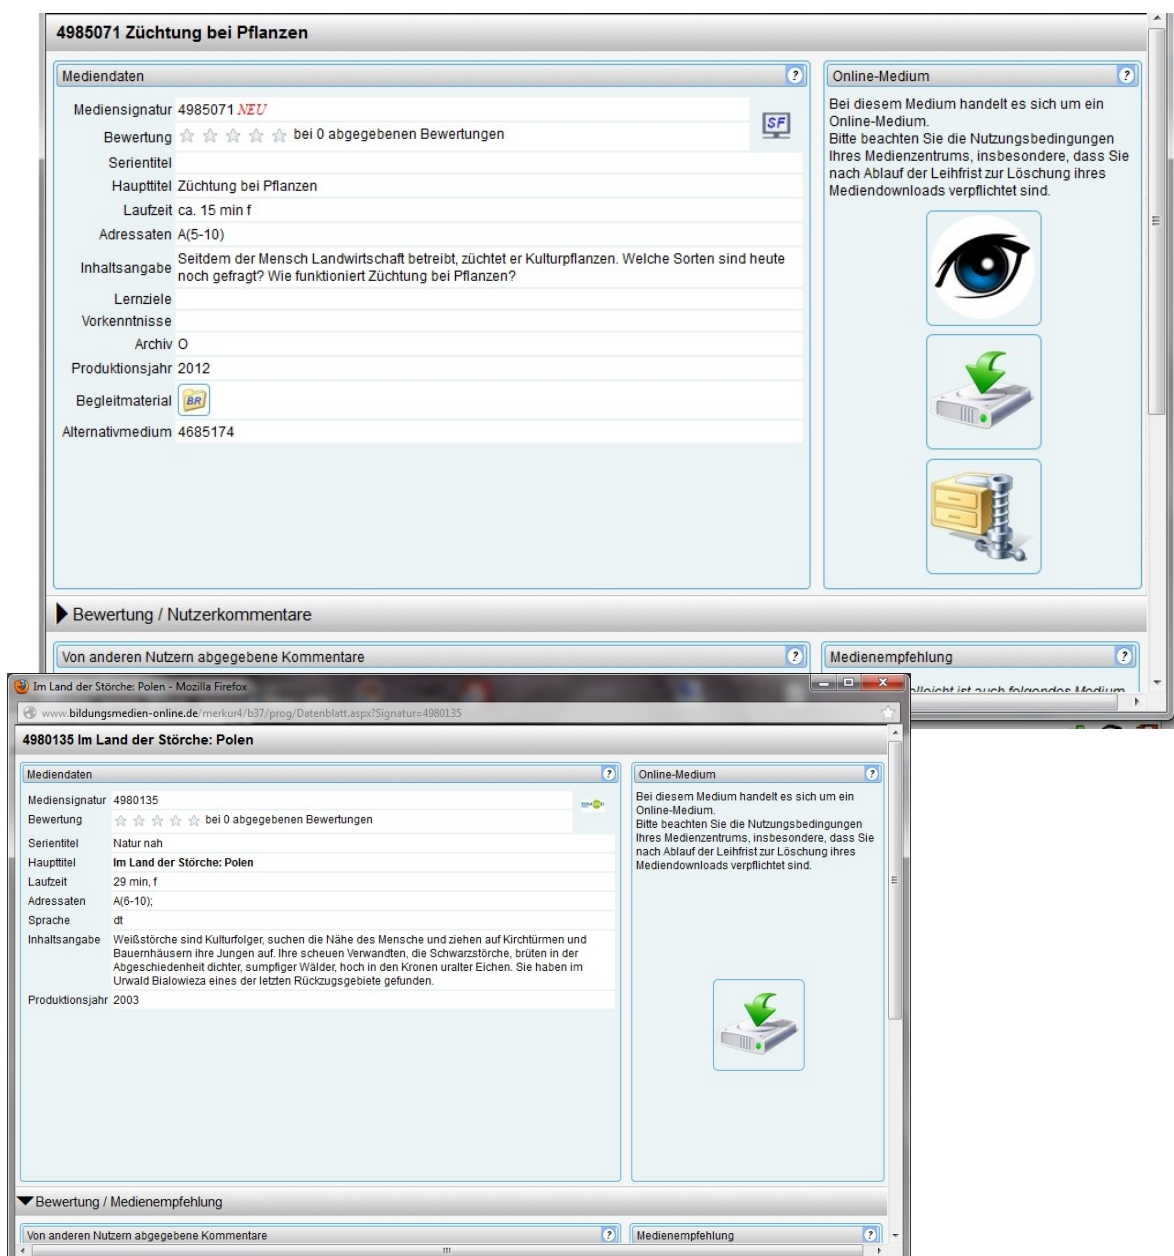 4985071 Züchtung bei Pflanzen
Mediendaten ?
Mediensignatur 4985071 NEU
SF
Bewertung bei 0 abgegebenen Bewertungen
Serientitel
Haupttitel Züchtung bei Pflanzen
Laufzeit ca. 15 min f
Adressaten A(5-10)
Inhaltsangabe Seitdem der Mensch Landwirtschaft betreibt, züchtet er Kulturpflanzen. Welche Sorten sind heute
noch gefragt? Wie funktioniert Züchtung bei Pflanzen?
Lernziele
Vorkenntnisse
Archiv O
Produktionsjahr 2012
Begleitmaterial BR
Alternativmedium 4685174
Online-Medium ?
Bei diesem Medium handelt es sich um ein
Online-Medium.
Bitte beachten Sie die Nutzungsbedingungen
Ihres Medienzentrums, insbesondere, dass Sie
nach Ablauf der Leihfrist zur Löschung ihres
Mediendownloads verpflichtet sind.
Bewertung / Nutzerkommentare
Von anderen Nutzern abgegebene Kommentare ?
Medienempfehlung ?
ist auch folgendes Medium
Im Land der Störche: Polen - Mozilla Firefox
www.bildungsmedien-online.de/merkur4/b37/prog/Datenblatt.aspx?Signatur=4980135
4980135 Im Land der Störche: Polen
Mediendaten ?
Mediensignatur 4980135
Bewertung bei 0 abgegebenen Bewertungen
Serientitel Natur nah
Haupttitel Im Land der Störche: Polen
Laufzeit 29 min, f
Adressaten A(6-10);
Sprache dt
Inhaltsangabe Weißstörche sind Kulturfolger, suchen die Nähe des Mensche und ziehen auf Kirchtürmen und
Bauernhäusern ihre Jungen auf. Ihre scheuen Verwandten, die Schwarzstörche, brüten in der
Abgeschiedenheit dichter, sumpfiger Wälder, hoch in den Kronen uralter Eichen. Sie haben im
Urwald Bialowieza eines der letzten Rückzugsgebiete gefunden.
Produktionsjahr 2003
Online-Medium ?
Bei diesem Medium handelt es sich um ein
Online-Medium.
Bitte beachten Sie die Nutzungsbedingungen
Ihres Medienzentrums, insbesondere, dass Sie
nach Ablauf der Leihfrist zur Löschung ihres
Mediendownloads verpflichtet sind.
Bewertung / Medienempfehlung
Von anderen Nutzern abgegebene Kommentare ?
Medienempfehlung ?